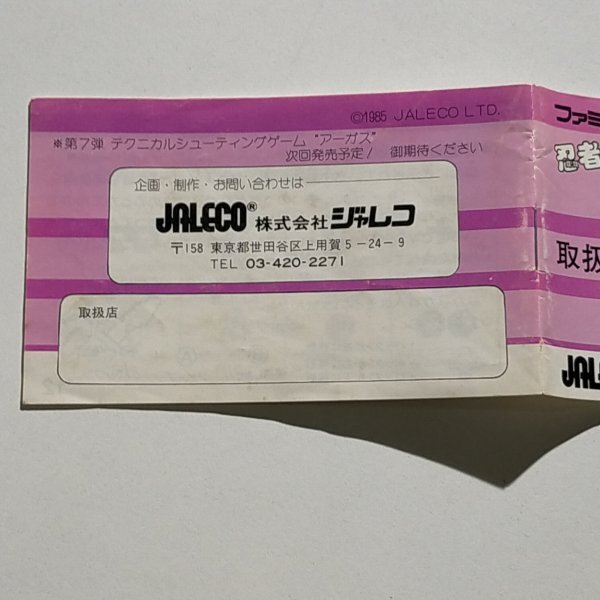 ©1985 JALECO LTD.
※第7弾 テクニカルシューティングゲーム "アーガス"
次回発売予定! 御期待ください
企画・制作・お問い合わせは
JALECO® 株式会社 ジャレコ
〒158 東京都世田谷区上用賀5-24-9
TEL 03-420-2271
取扱店
ファミ
忍者
取扱
JAL